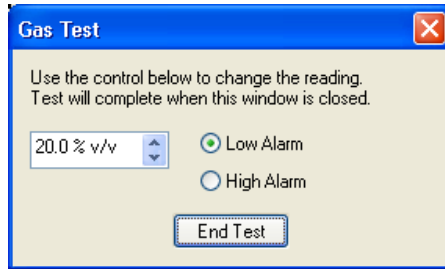 Gas Test
Use the control below to change the reading.
Test will complete when this window is closed.
20.0 % v/v
Low Alarm
High Alarm
End Test